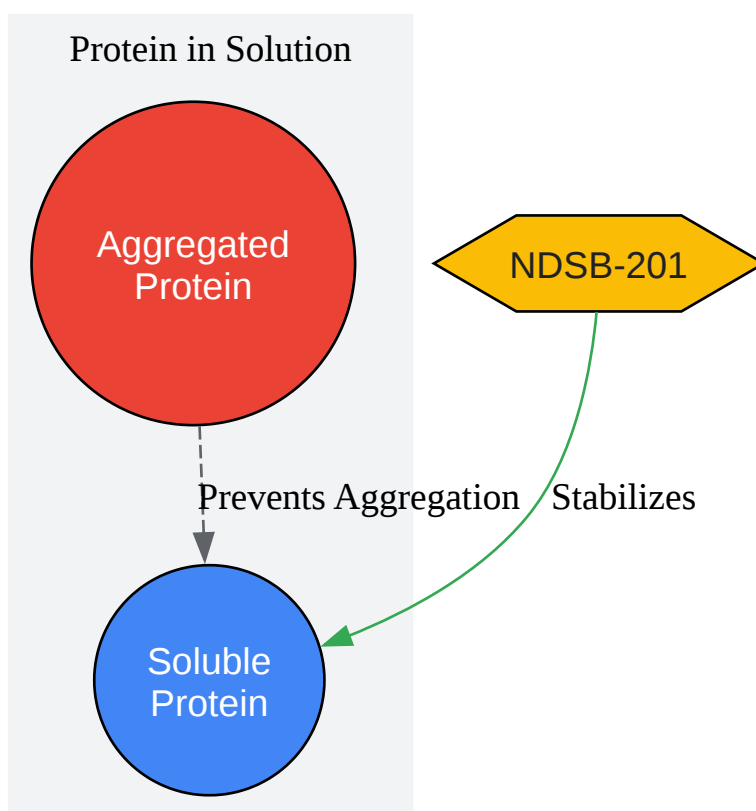 Protein in Solution
Aggregated
Protein
NDSB-201
Prevents Aggregation
Stabilizes
Soluble
Protein